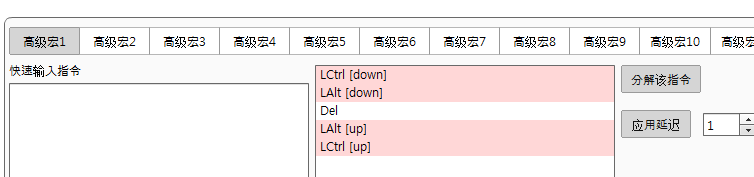 高级宏1 高级宏2 高级宏3 高级宏4 高级宏5 高级宏6 高级宏7 高级宏8 高级宏9 高级宏10 高级宏
快速输入指令
LCtrl [down]
LAlt [down]
Del
LAlt [up]
LCtrl [up]
分解该指令
应用延迟 1